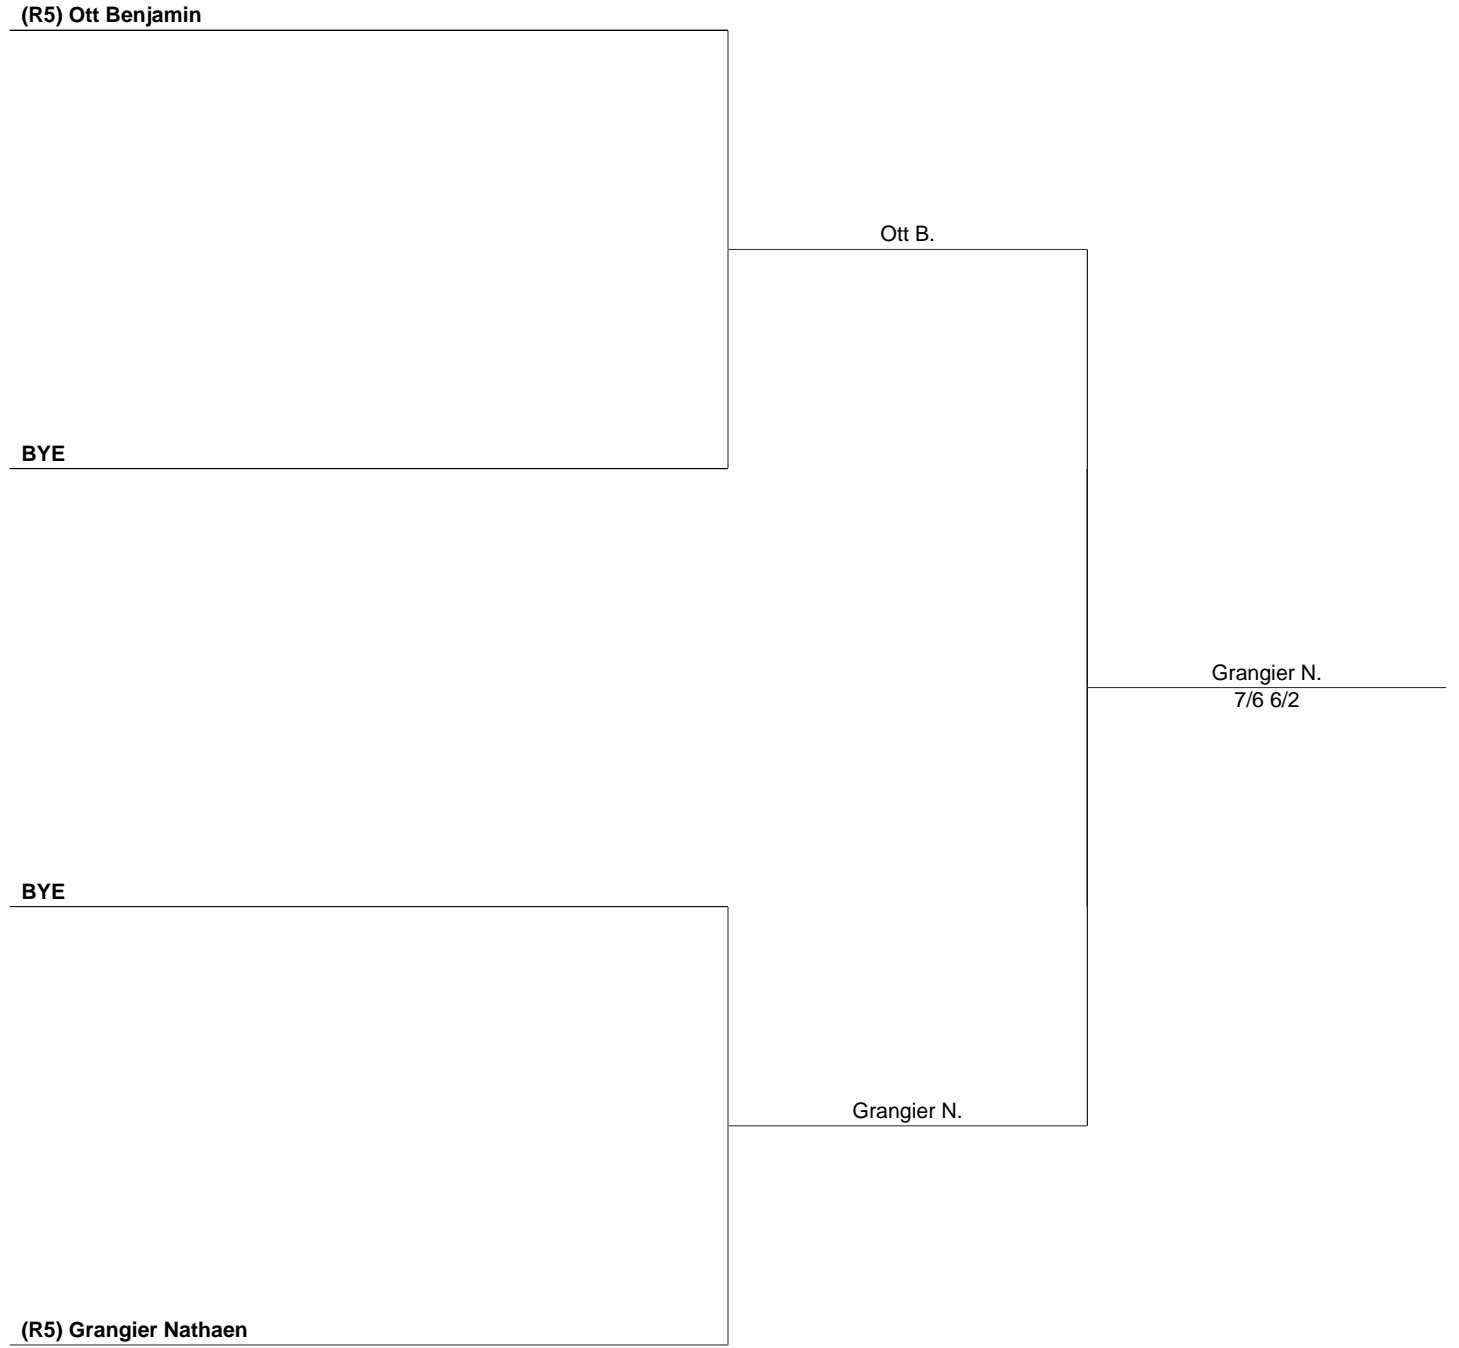 (R5) Ott Benjamin
Ott B.
BYE
Grangier N.
7/6 6/2
BYE
Grangier N.
(R5) Grangier Nathaen